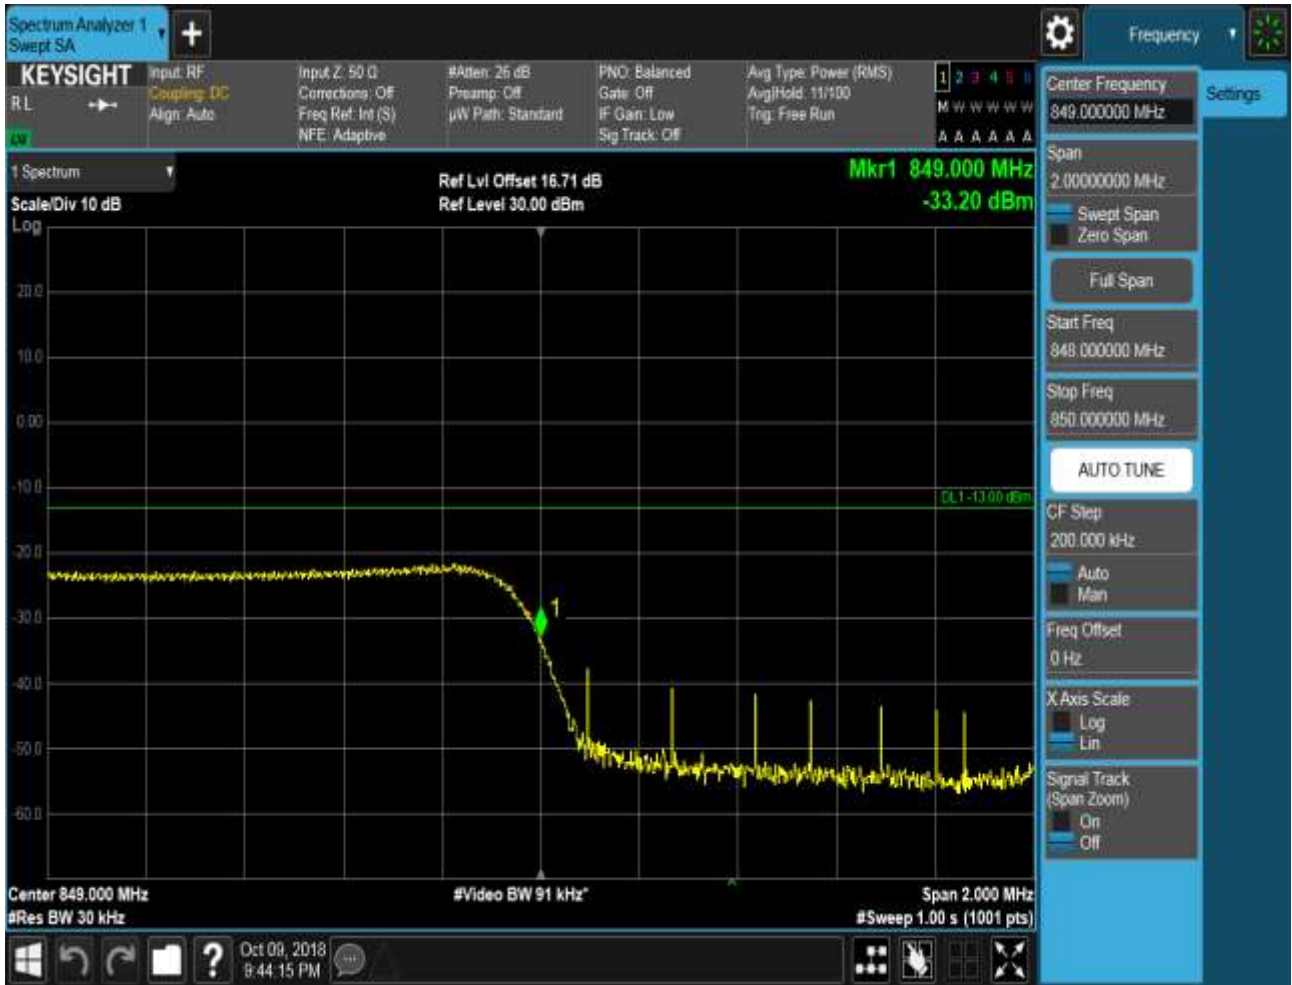 Spectrum Analyzer 1
Swept SA
Frequency
KEYSIGHT
RL
Input: RF
Coupling: DC
Align: Auto
Input Z: 50 Ω
Corrections: Off
Freq Ref: Int (S)
NFE: Adaptive
#Atten: 26 dB
Preamp: Off
µW Path: Standard
PNO: Balanced
Gate: Off
IF Gain: Low
Sig Track: Off
Avg Type: Power (RMS)
Avg|Hold: 11/100
Trig: Free Run
1 2 3 4 5 6
M W W W W W
A A A A A A
1 Spectrum
Scale/Div 10 dB
Log
Ref Lvl Offset 16.71 dB
Ref Level 30.00 dBm
Mkr1 849.000 MHz
-33.20 dBm
20.0
10.0
0.00
-10.0
-20.0
-30.0
-40.0
-50.0
-60.0
DL1 -13.00 dBm
1
Center 849.000 MHz
#Video BW 91 kHz*
Span 2.000 MHz
#Res BW 30 kHz
#Sweep 1.00 s (1001 pts)
Oct 09, 2018
9:44:15 PM
Center Frequency
849.000000 MHz
Settings
Span
2.00000000 MHz
Swept Span
Zero Span
Full Span
Start Freq
848.000000 MHz
Stop Freq
850.000000 MHz
AUTO TUNE
CF Step
200.000 kHz
Auto
Man
Freq Offset
0 Hz
X Axis Scale
Log
Lin
Signal Track
(Span Zoom)
On
Off